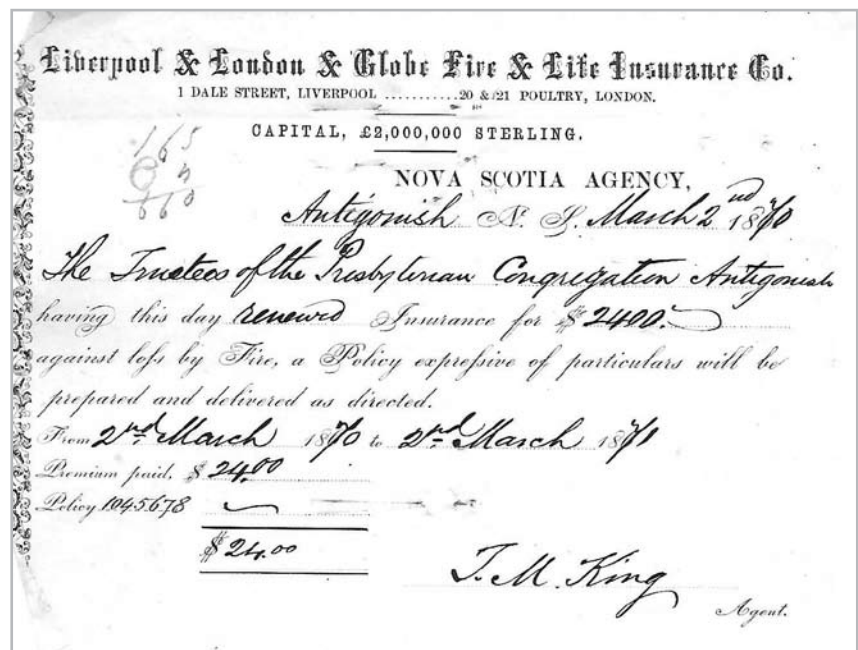 Liverpool & London & Globe Fire & Life Insurance Co.
1 DALE STREET, LIVERPOOL ...........20 & 21 POULTRY, LONDON.
CAPITAL, £2,000,000 STERLING.
165
4
660
NOVA SCOTIA AGENCY,
Antigonish N. S. March 2nd 1870
The Trustees of the Presbyterian Congregation Antigonish
having this day renewed Insurance for $2400.
against loſs by Fire, a Policy expreſsive of particulars will be
prepared and delivered as directed.
From 2nd March 1870 to 2nd March 1871
Premium paid, $ 24.00
Policy 1045678
$24.00
T. M. King
Agent.